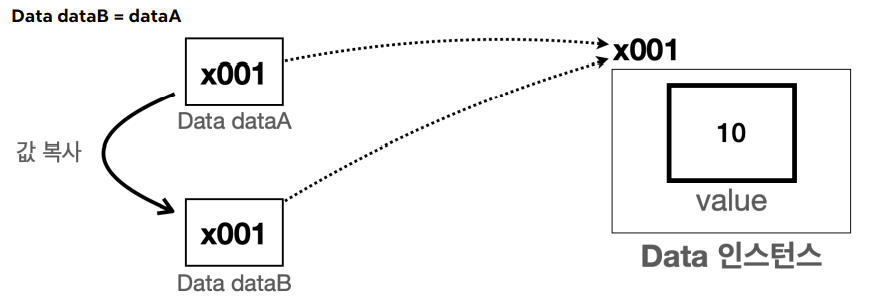 Data dataB = dataA
x001
Data dataA
값 복사
x001
Data dataB
x001
10
value
Data 인스턴스